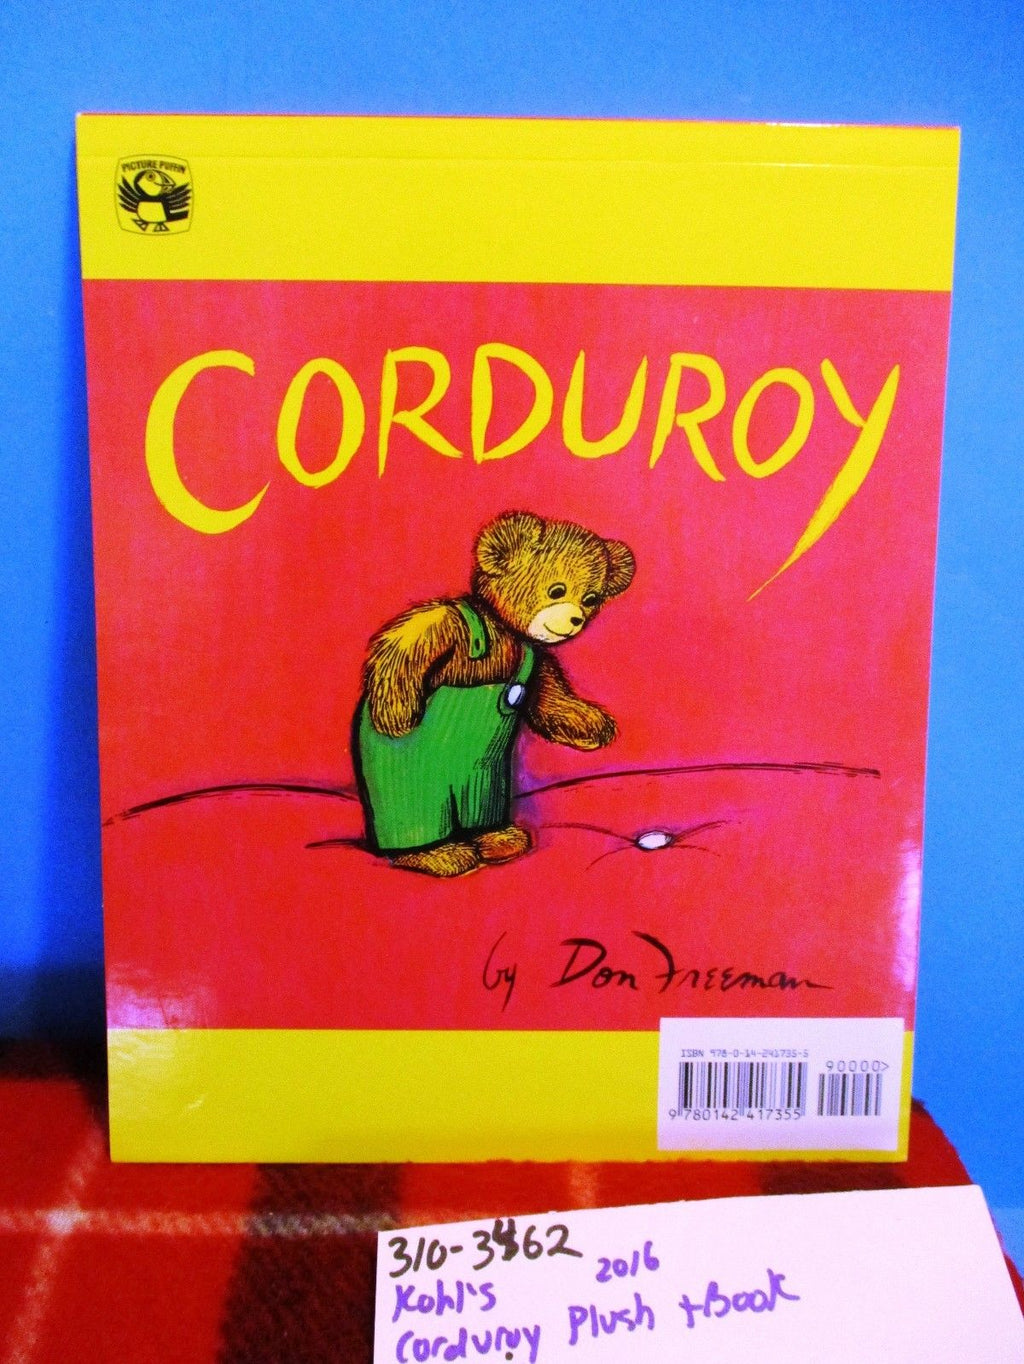 PICTURE PUFFIN
CORDUROY
by Don Freeman
ISBN 978-0-14-241735-5
90000>
9 780142 417355
310-3462
Kohl's 2016
Corduroy Plush + Book